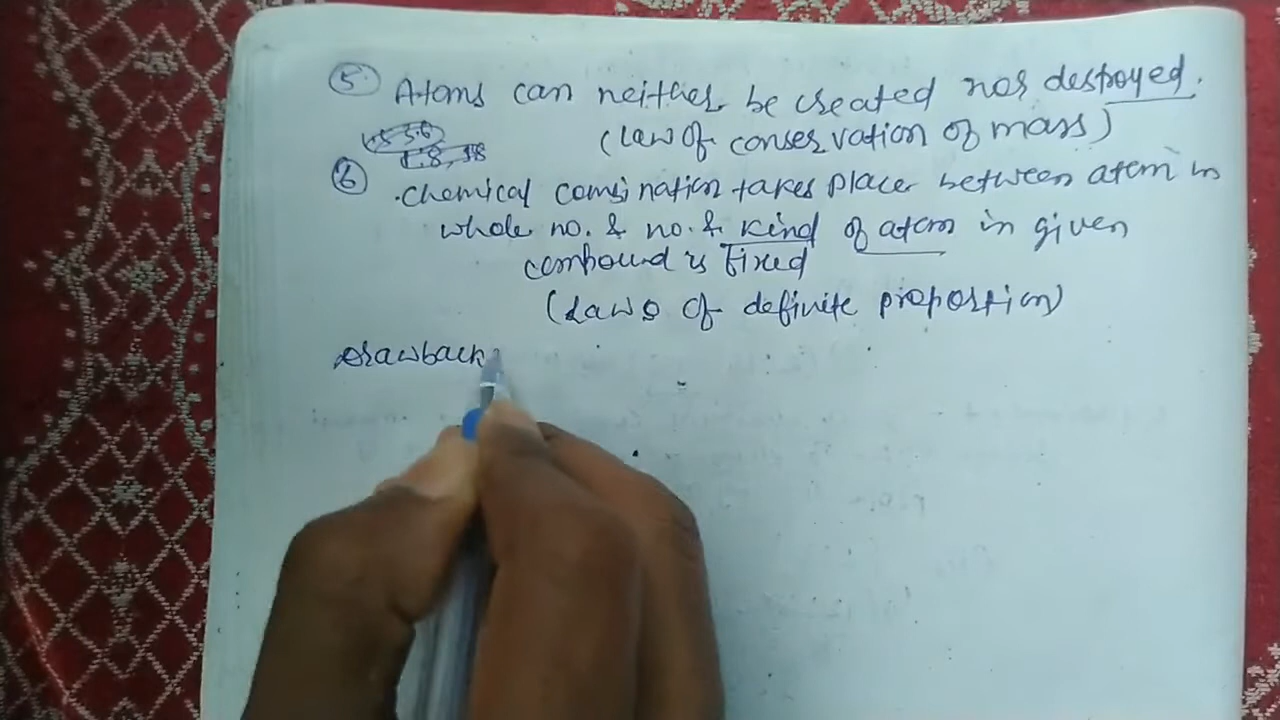 ⑤ Atoms can neither be created nor destroyed.
(Law of conservation of mass)
⑥ Chemical combination takes place between atom in
whole no. & no. & kind of atom in given
compound is fixed
(Laws of definite proportion)
Drawback